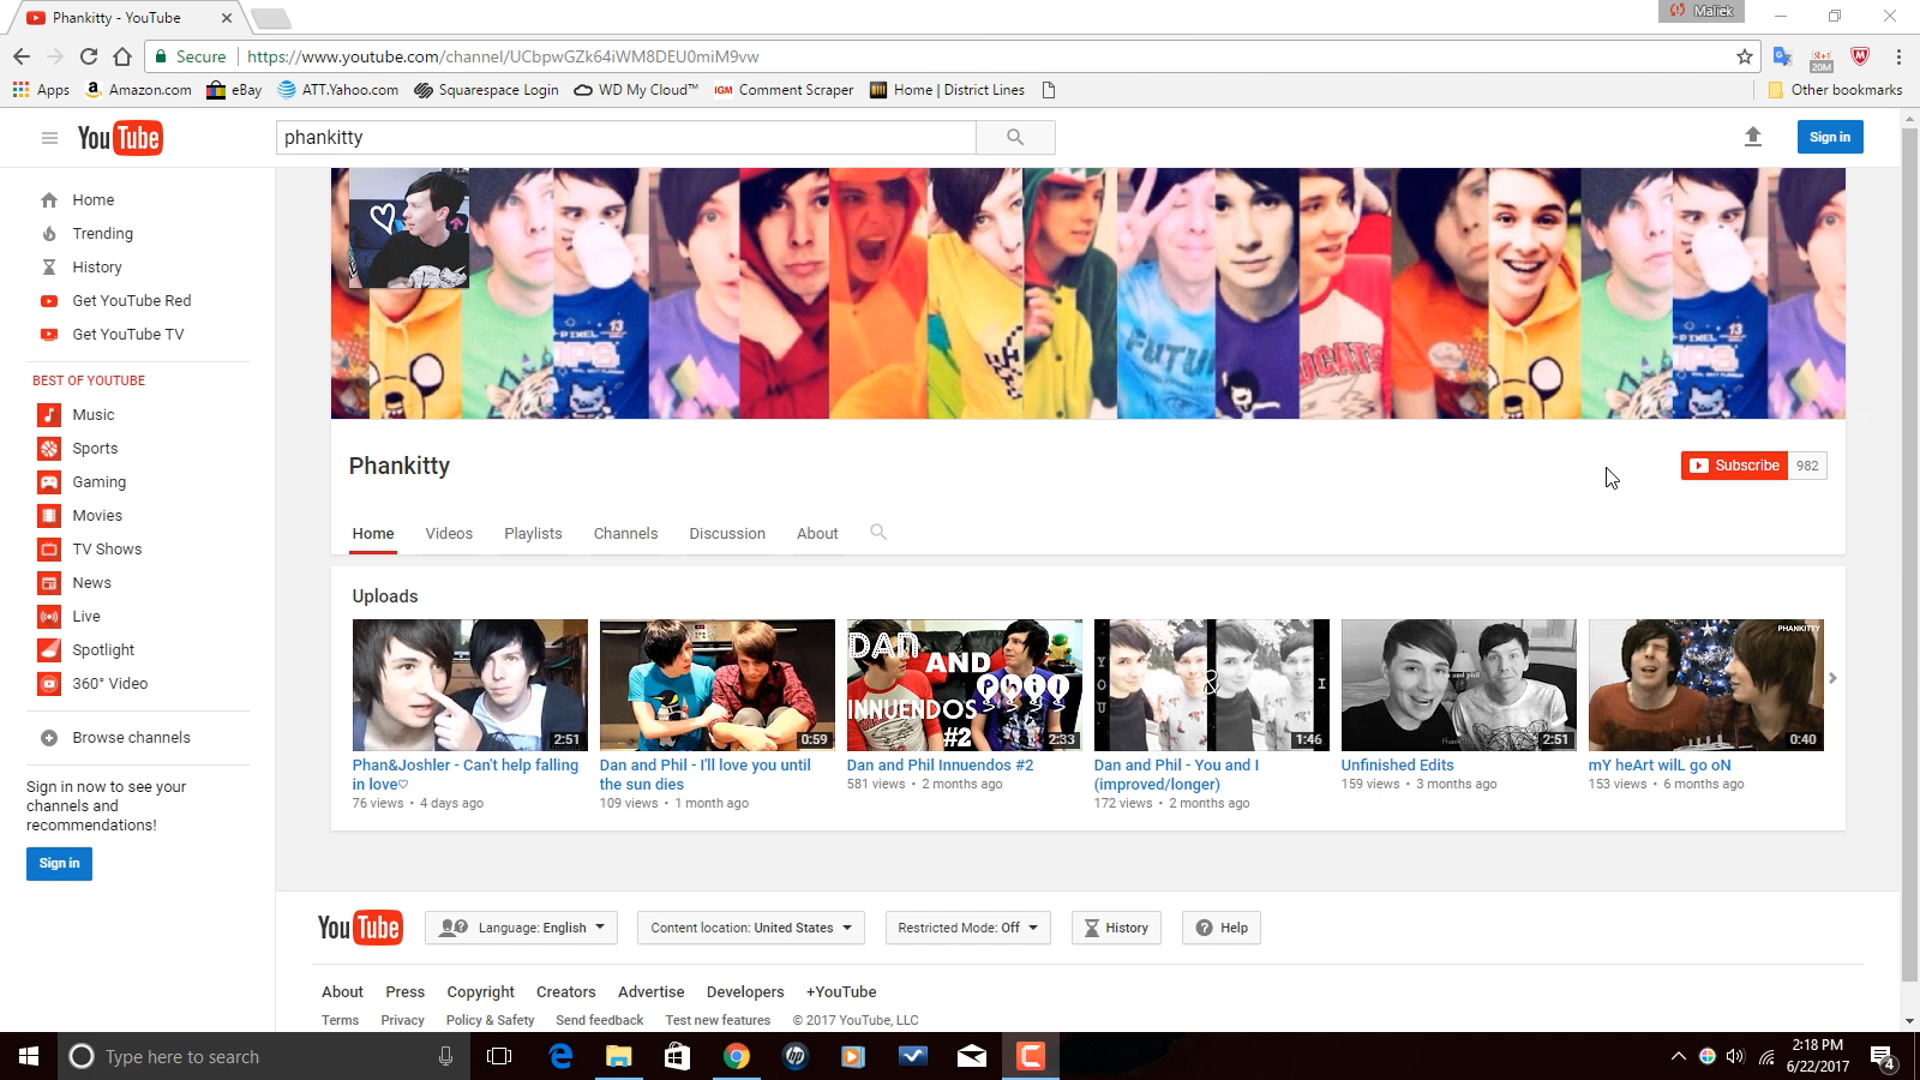 Phankitty - YouTube
Maliek
Secure https://www.youtube.com/channel/UCbpwGZk64iWM8DEU0miM9vw
20M
Apps Amazon.com eBay ATT.Yahoo.com Squarespace Login WD My Cloud™ IGM Comment Scraper Home | District Lines Other bookmarks
YouTube phankitty Sign in
Home
Trending
History
Get YouTube Red
Get YouTube TV
BEST OF YOUTUBE
Music
Sports
Gaming
Movies
TV Shows
News
Live
Spotlight
360° Video
Browse channels
Sign in now to see your
channels and
recommendations!
Sign in
Phankitty
Subscribe 982
Home Videos Playlists Channels Discussion About
Uploads
2:51
Phan&Joshler - Can't help falling
in love♡
76 views • 4 days ago
0:59
Dan and Phil - I'll love you until
the sun dies
109 views • 1 month ago
DAN
AND
phil
INNUENDOS
#2
2:33
Dan and Phil Innuendos #2
581 views • 2 months ago
YOU & I
1:46
Dan and Phil - You and I
(improved/longer)
172 views • 2 months ago
2:51
Unfinished Edits
159 views • 3 months ago
PHANKITTY
0:40
mY heArt wilL go oN
153 views • 6 months ago
YouTube Language: English Content location: United States Restricted Mode: Off History Help
About Press Copyright Creators Advertise Developers +YouTube
Terms Privacy Policy & Safety Send feedback Test new features © 2017 YouTube, LLC
Type here to search
2:18 PM
6/22/2017
4